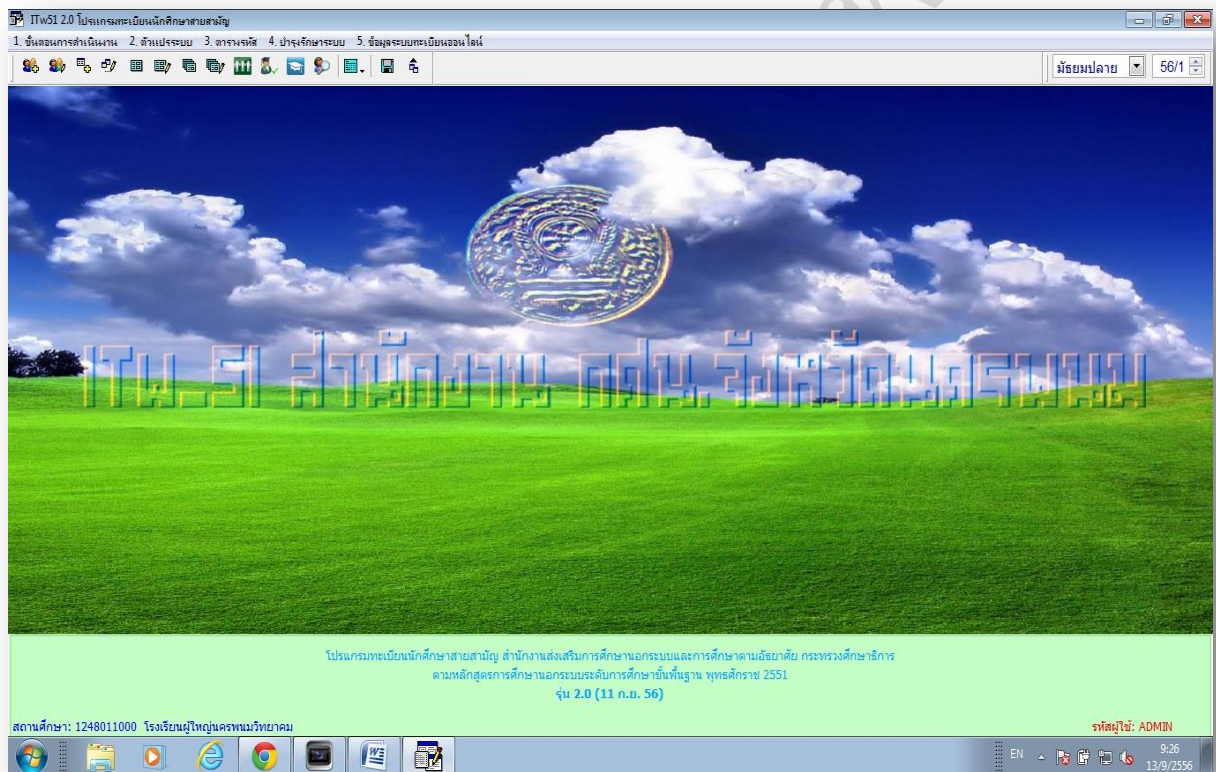 ITw51 2.0 โปรแกรมทะเบียนนักศึกษาสายสามัญ
1. ขั้นตอนการดำเนินงาน 2. ตัวแปรระบบ 3. ตารางรหัส 4. บำรุงรักษาระบบ 5. ข้อมูลระบบทะเบียนออนไลน์
มัธยมปลาย 56/1
ITw_51 สำนักงาน กศน.จังหวัดนครพนม
โปรแกรมทะเบียนนักศึกษาสายสามัญ สำนักงานส่งเสริมการศึกษานอกระบบและการศึกษาตามอัธยาศัย กระทรวงศึกษาธิการ
ตามหลักสูตรการศึกษานอกระบบระดับการศึกษาขั้นพื้นฐาน พุทธศักราช 2551
รุ่น 2.0 (11 ก.ย. 56)
สถานศึกษา: 1248011000 โรงเรียนผู้ใหญ่นครพนมวิทยาคม รหัสผู้ใช้: ADMIN
EN 9:26
13/9/2556